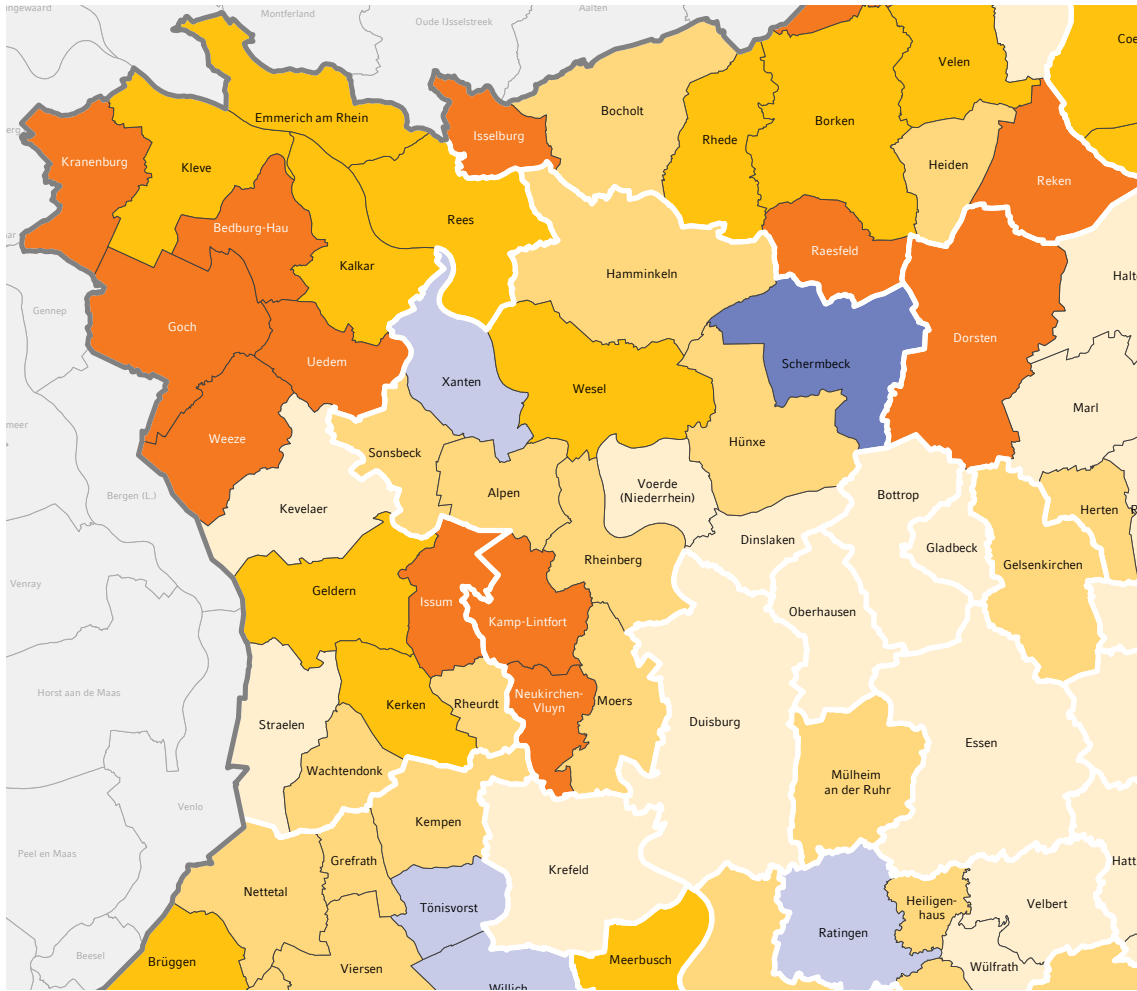 ngewaard
Montferland
Oude IJsselstreek
Aalten
Coe
Velen
Bocholt
Emmerich am Rhein
Borken
Isselburg
Rhede
Kranenburg
Kleve
Heiden
Reken
Rees
Bedburg-Hau
Raesfeld
Kalkar
Hamminkeln
Halte
Gennep
Goch
Dorsten
Uedem
Schermbeck
Xanten
Wesel
Marl
meer
Weeze
Hünxe
Sonsbeck
Voerde
(Niederrhein)
Alpen
Bottrop
Bergen (L.)
Kevelaer
Herten
R
Dinslaken
Gladbeck
Rheinberg
Gelsenkirchen
Venray
Geldern
Issum
Oberhausen
Kamp-Lintfort
Horst aan de Maas
Neukirchen-
Vluyn
Moers
Kerken
Rheurdt
Straelen
Duisburg
Essen
Wachtendonk
Mülheim
an der Ruhr
Venlo
Kempen
Peel en Maas
Grefrath
Hatt
Krefeld
Nettetal
Heiligen-
haus
Velbert
Tönisvorst
Ratingen
Beesel
Brüggen
Viersen
Meerbusch
Wülfrath
Willich